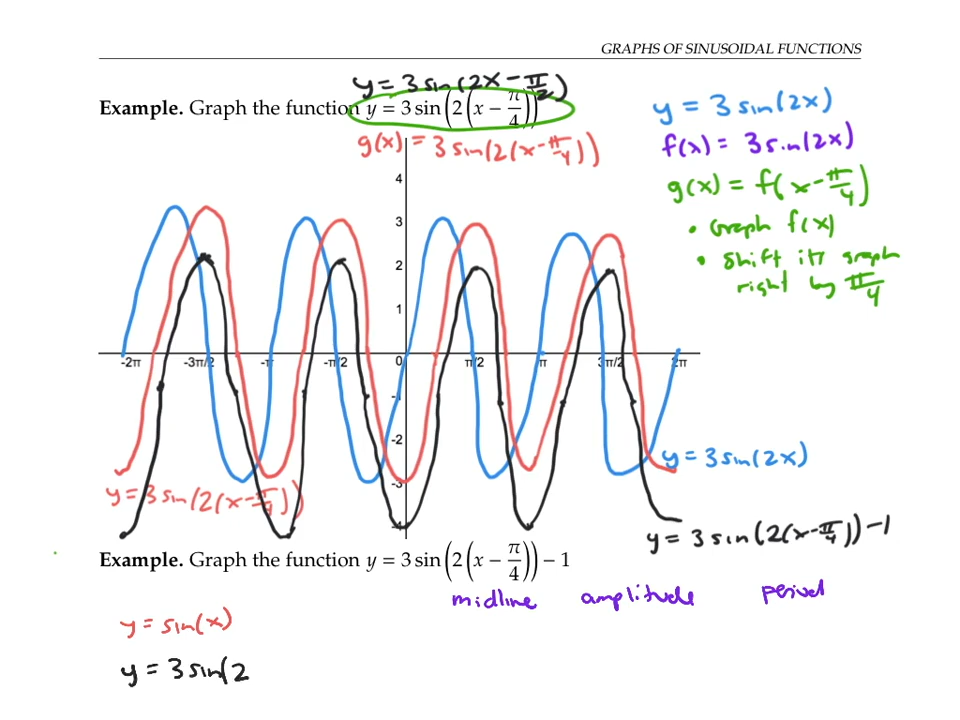 GRAPHS OF SINUSOIDAL FUNCTIONS
y = 3 sin(2x - π/2)
Example. Graph the function y = 3 sin(2(x - π/4))
g(x) = 3 sin(2(x - π/4))
y = 3 sin(2x)
f(x) = 3 sin(2x)
g(x) = f(x - π/4)
• Graph f(x)
• shift its graph
right by π/4
4
3
2
1
-2π -3π/2 -π -π/2 0 π/2 π 3π/2 2π
-1
-2
-3
-4
y = 3 sin(2x)
y = 3 sin(2(x - π/4))
y = 3 sin(2(x - π/4)) - 1
Example. Graph the function y = 3 sin(2(x - π/4)) - 1
midline amplitude period
y = sin(x)
y = 3 sin(2